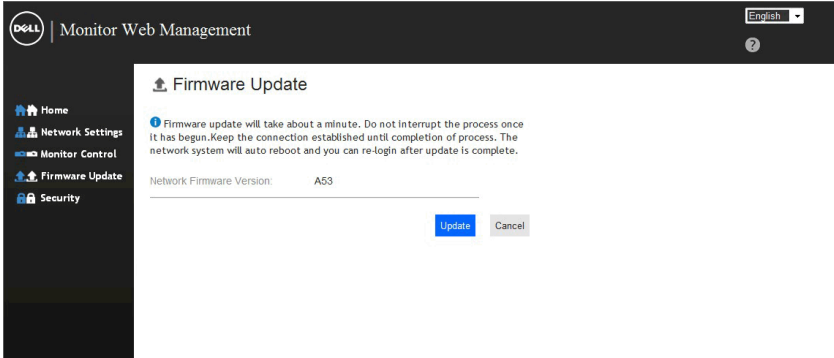 DELL | Monitor Web Management
English
?
Firmware Update
Home
Network Settings
Monitor Control
Firmware Update
Security
Firmware update will take about a minute. Do not interrupt the process once
it has begun.Keep the connection established until completion of process. The
network system will auto reboot and you can re-login after update is complete.
Network Firmware Version: A53
Update Cancel